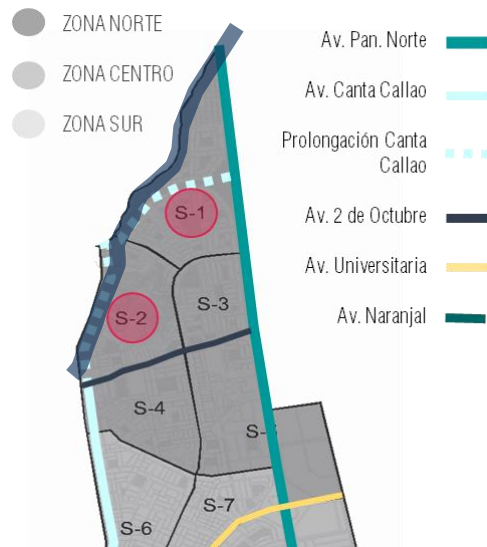 ZONA NORTE
ZONA CENTRO
ZONA SUR
Av. Pan. Norte
Av. Canta Callao
Prolongación Canta
Callao
Av. 2 de Octubre
Av. Universitaria
Av. Naranjal
S-1
S-3
S-2
S-4
S-7
S-6